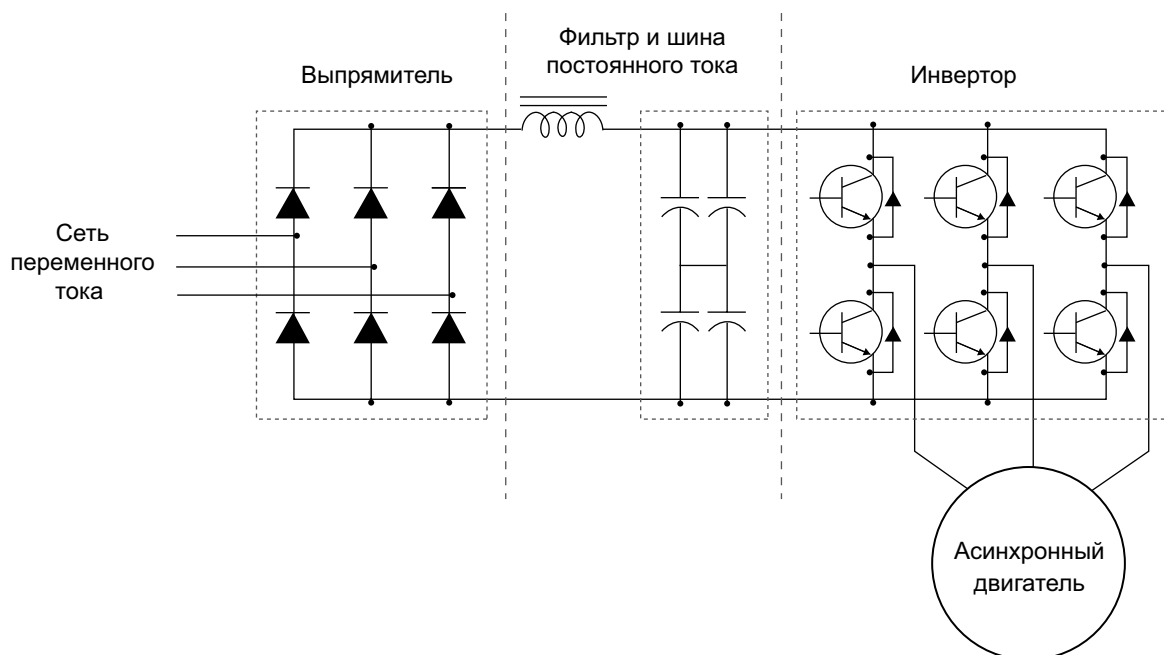 Выпрямитель
Фильтр и шина
постоянного тока
Инвертор
Сеть
переменного
тока
Асинхронный
двигатель